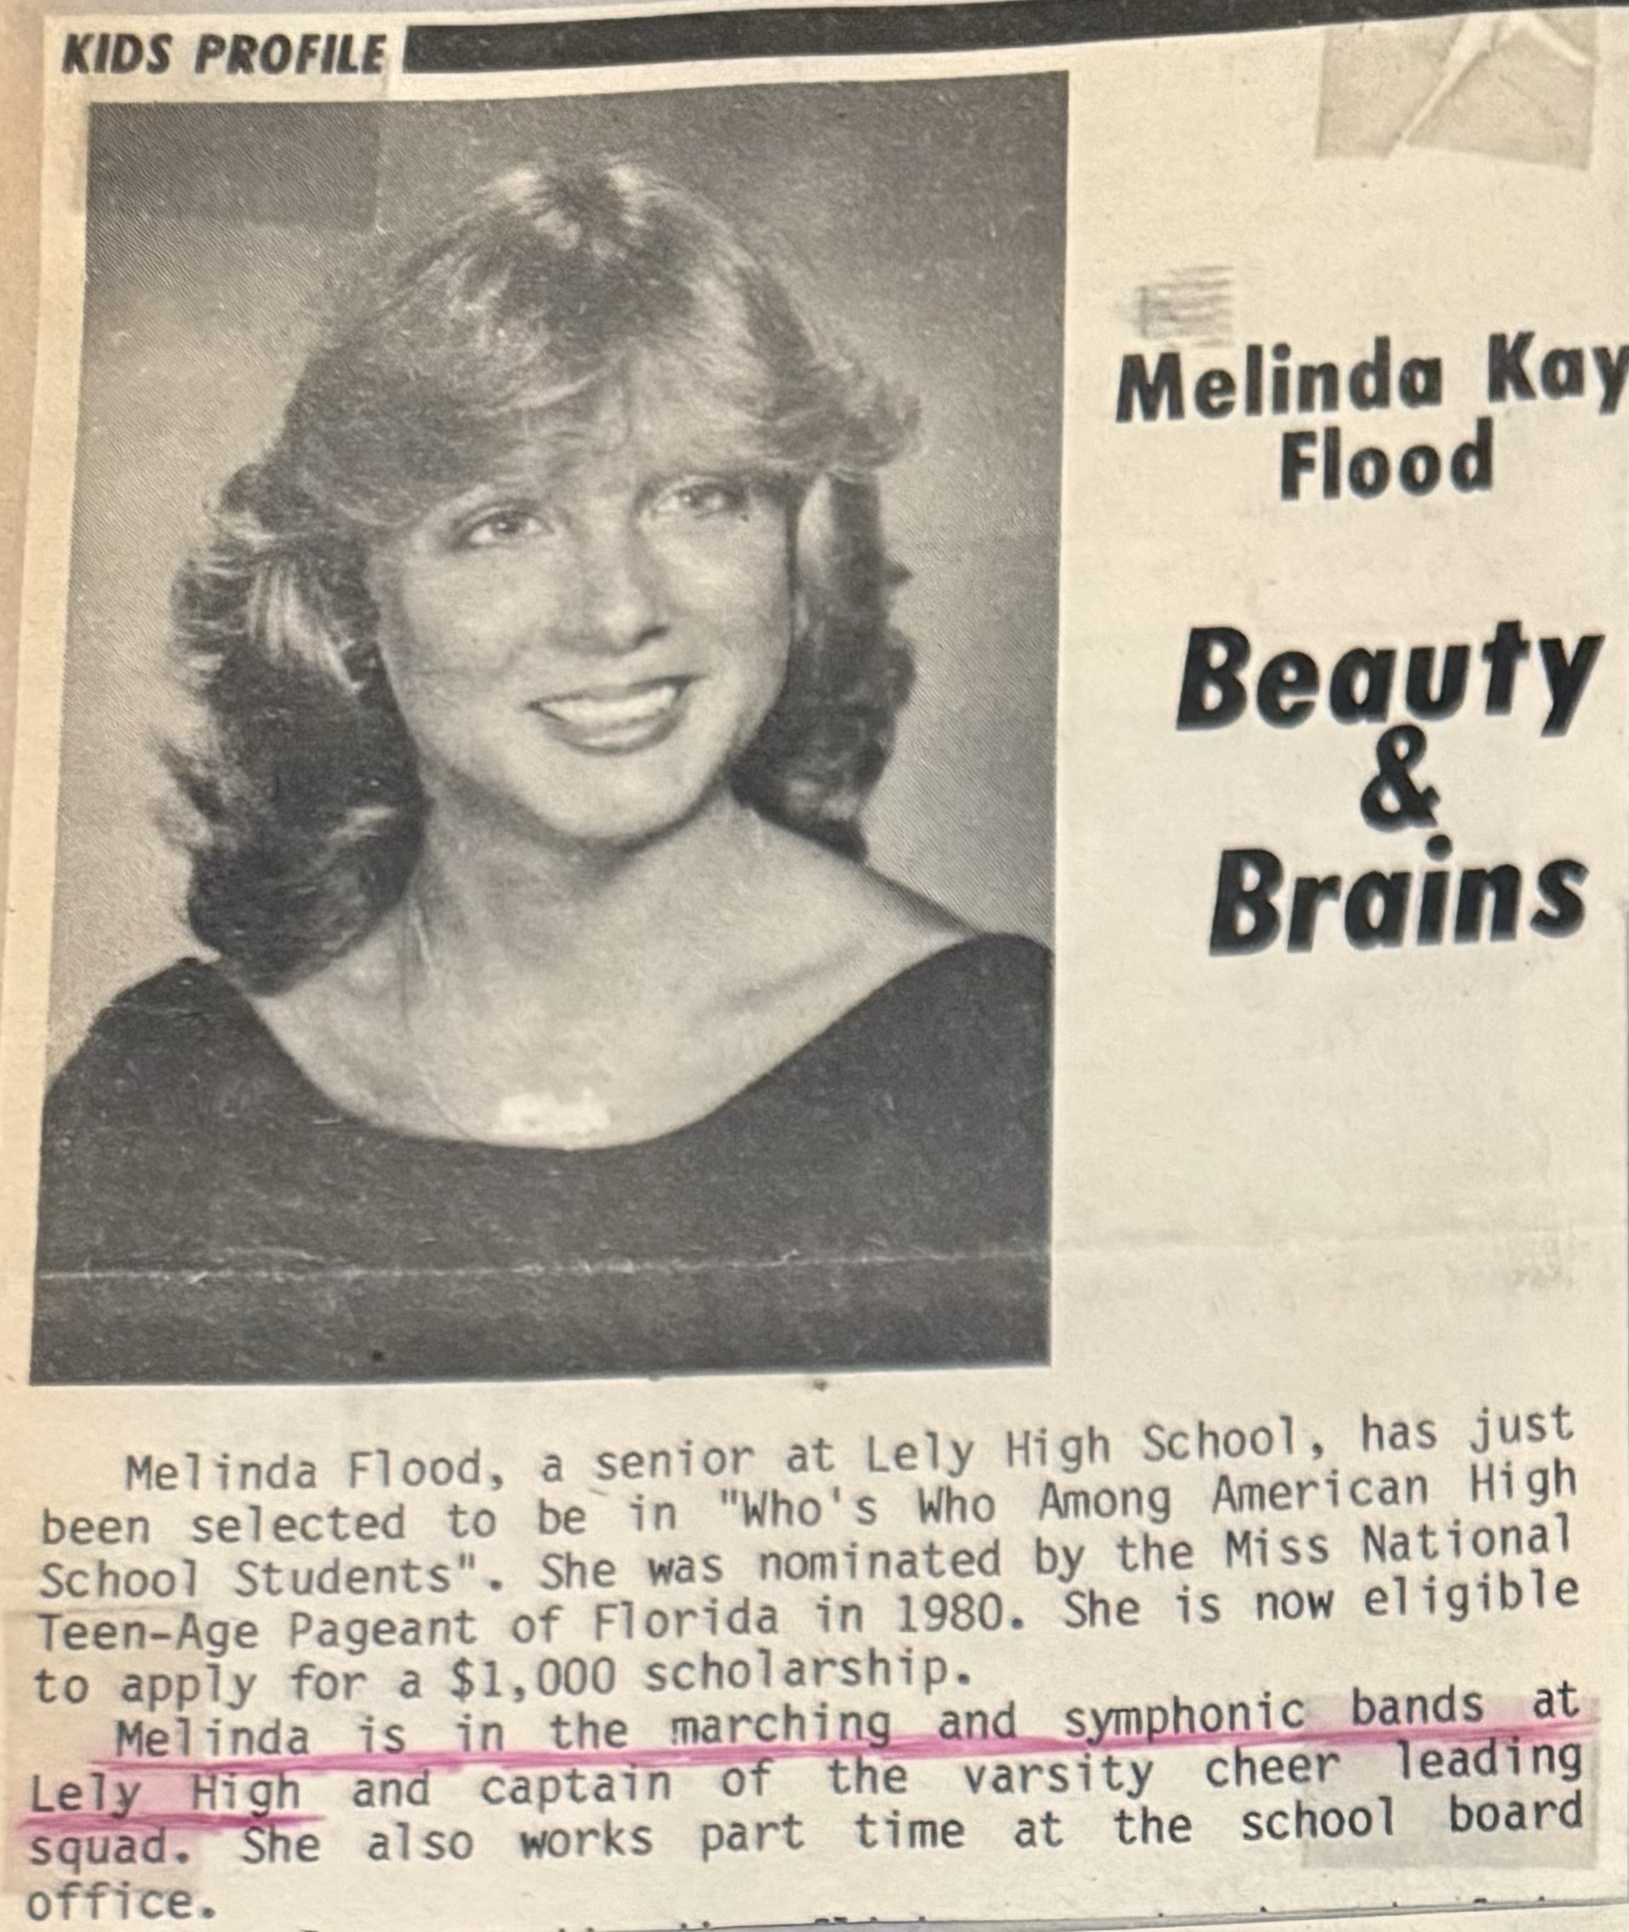 KIDS PROFILE
Melinda Kay
Flood
Beauty
&
Brains
Melinda Flood, a senior at Lely High School, has just
been selected to be in "Who's Who Among American High
School Students". She was nominated by the Miss National
Teen-Age Pageant of Florida in 1980. She is now eligible
to apply for a $1,000 scholarship.
Melinda is in the marching and symphonic bands at
Lely High and captain of the varsity cheer leading
squad. She also works part time at the school board
office.